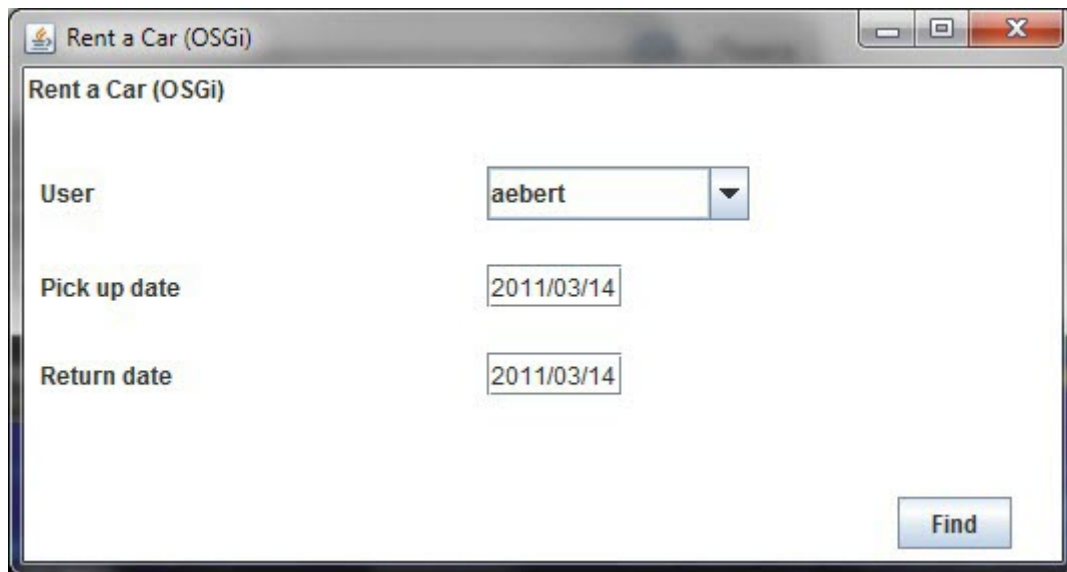 Rent a Car (OSGi)
Rent a Car (OSGi)
User aebert
Pick up date 2011/03/14
Return date 2011/03/14
Find